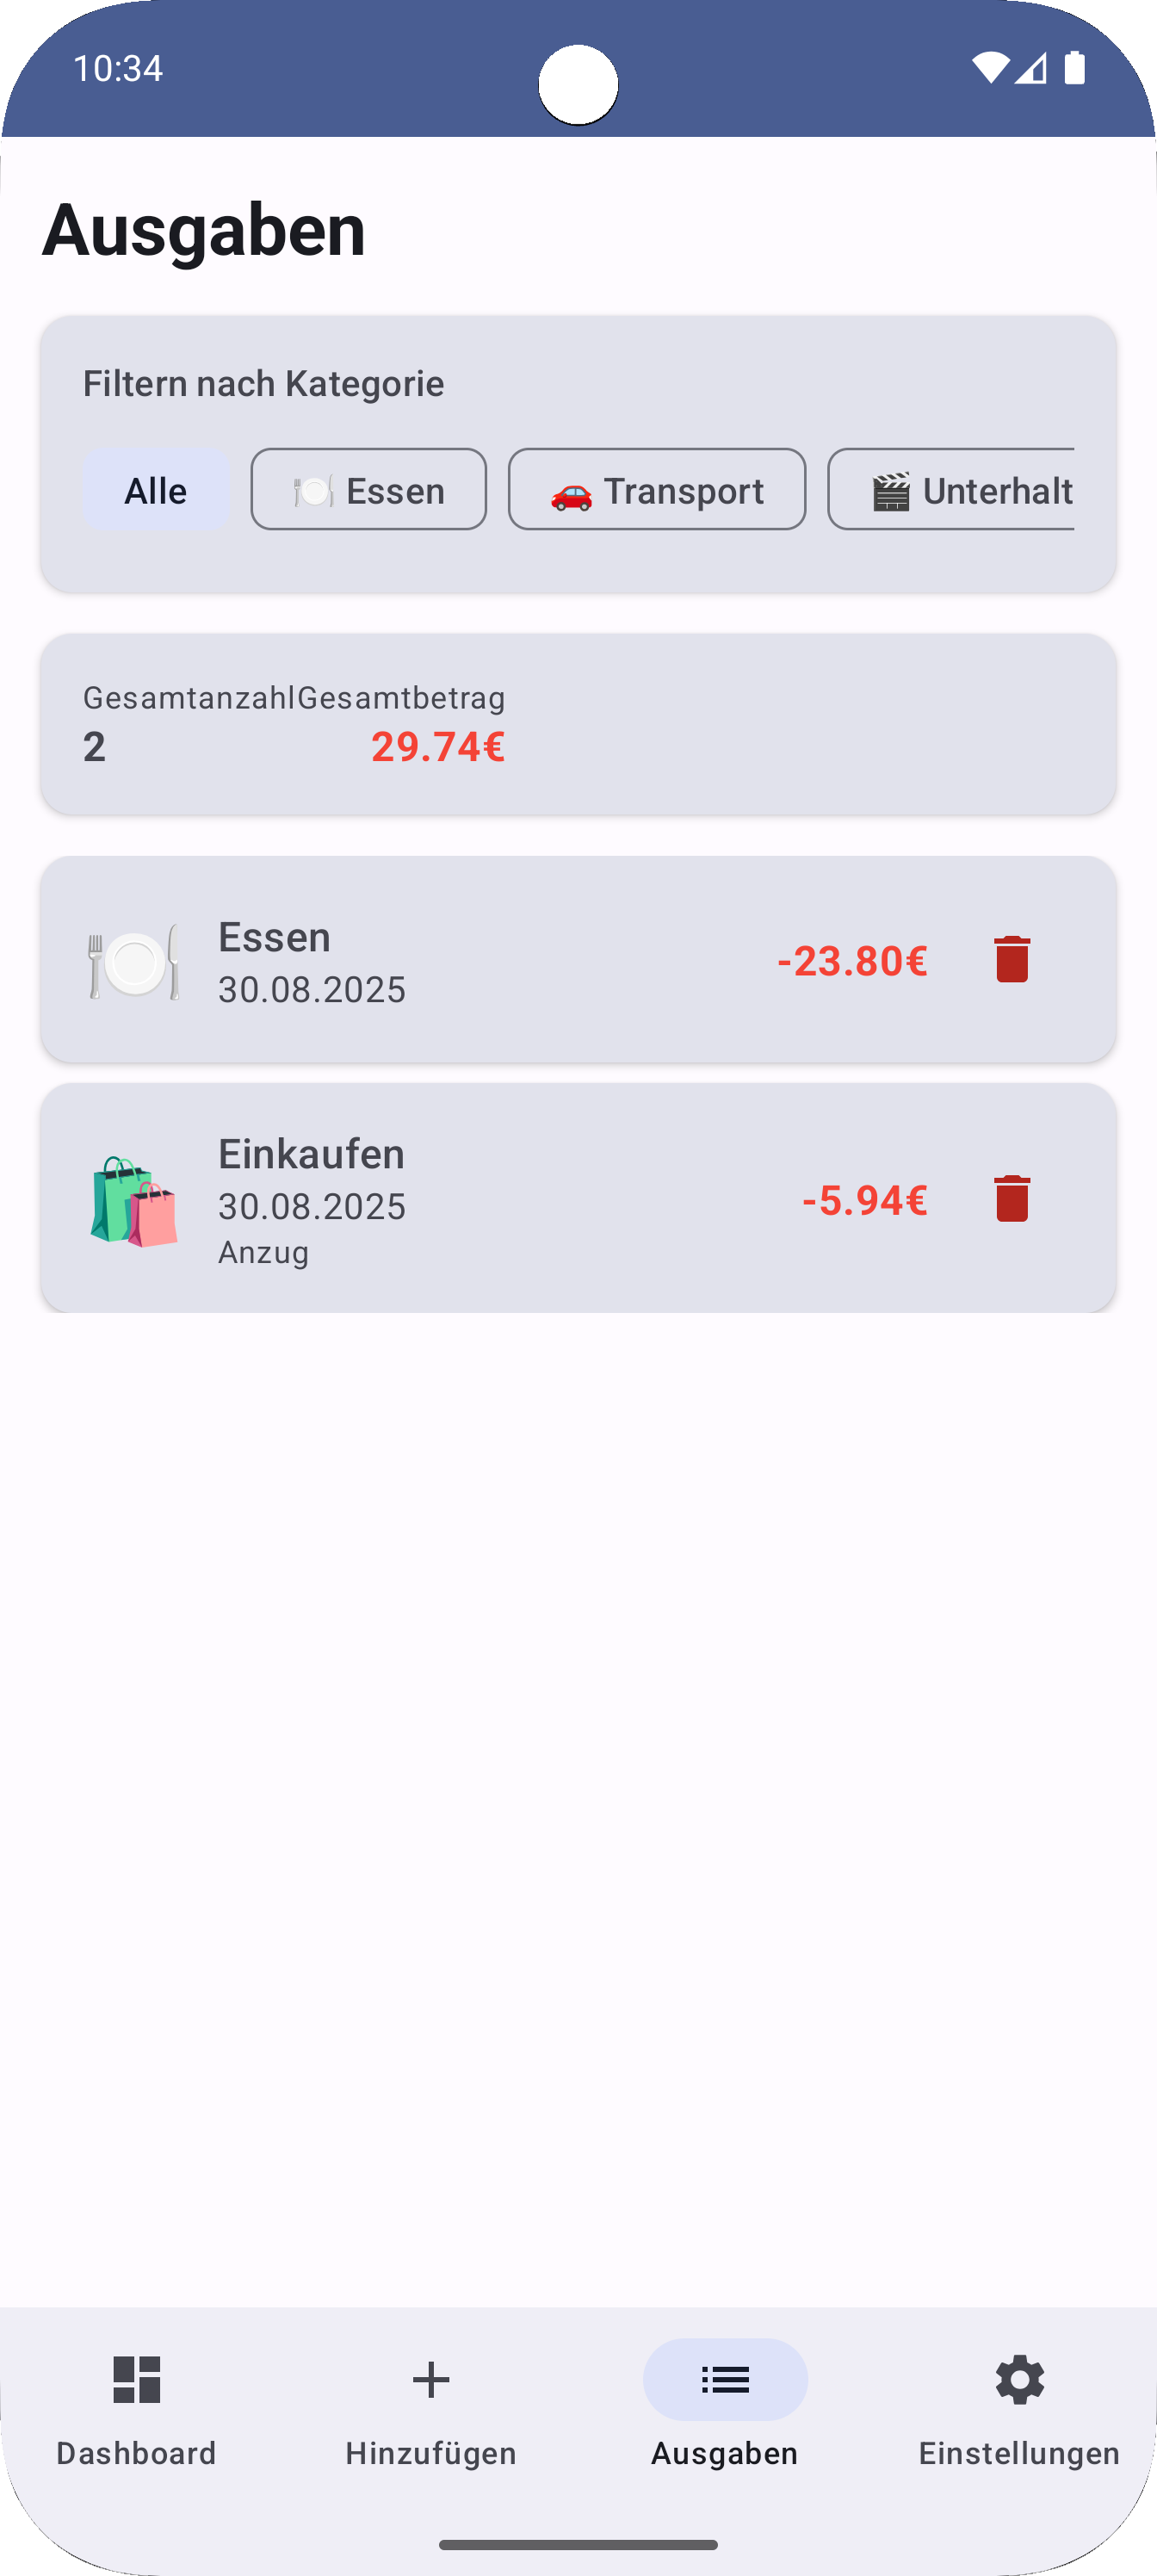 10:34
Ausgaben
Filtern nach Kategorie
Alle
🍽️ Essen
🚗 Transport
🎬 Unterhalt
Gesamtanzahl
Gesamtbetrag
2
29.74€
Essen
30.08.2025
-23.80€
Einkaufen
30.08.2025
Anzug
-5.94€
Dashboard
Hinzufügen
Ausgaben
Einstellungen